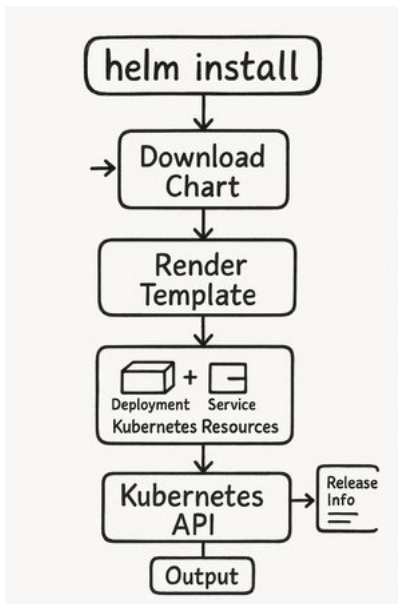 helm install
Download
Chart
Render
Template
+
Deployment Service
Kubernetes Resources
Kubernetes
API
Release
Info
Output